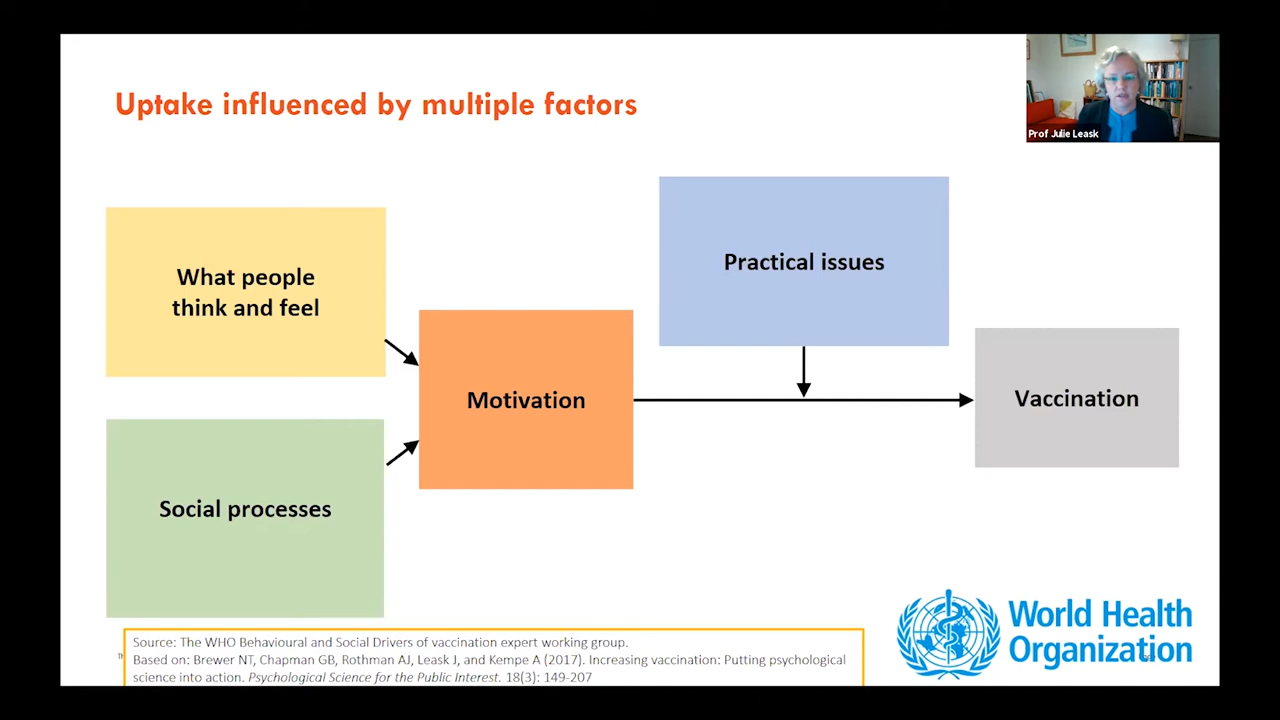 Uptake influenced by multiple factors
Prof Julie Leask
What people
think and feel
Practical issues
Motivation
Vaccination
Social processes
Source: The WHO Behavioural and Social Drivers of vaccination expert working group.
Based on: Brewer NT, Chapman GB, Rothman AJ, Leask J, and Kempe A (2017). Increasing vaccination: Putting psychological
science into action. Psychological Science for the Public Interest. 18(3): 149-207
World Health
Organization